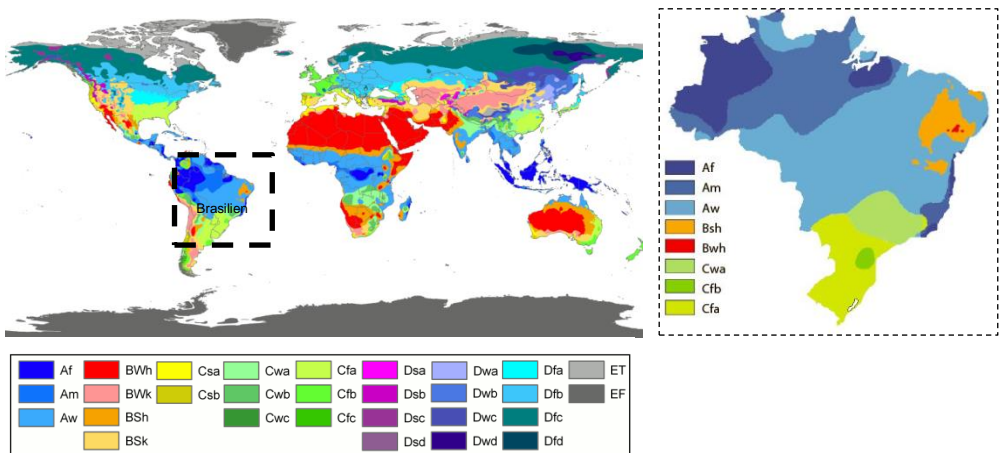 Brasilien
Af
Am
Aw
Bsh
Bwh
Cwa
Cfb
Cfa
Af BWh Csa Cwa Cfa Dsa Dwa Dfa ET
Am BWk Csb Cwb Cfb Dsb Dwb Dfb EF
Aw BSh Cwc Cfc Dsc Dwc Dfc
BSk Dsd Dwd Dfd